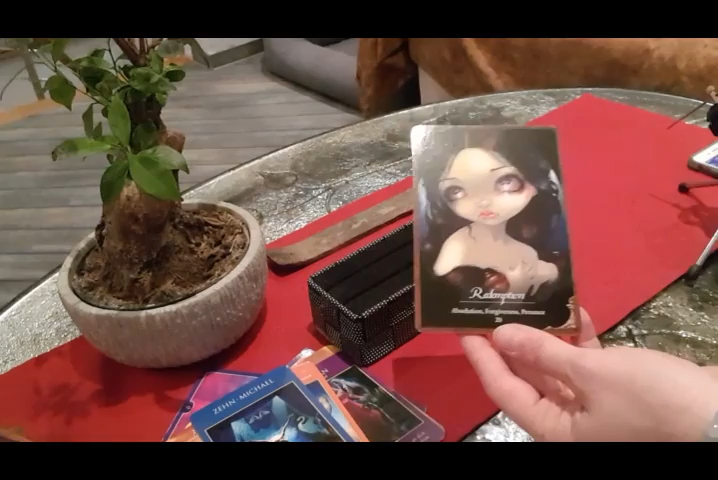 Redemption
Absolution, Forgiveness, Penance
ZEHN · MICHAEL